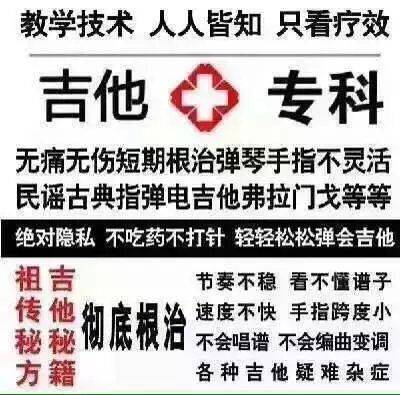 教学技术 人人皆知 只看疗效
吉他 专科
无痛无伤短期根治弹琴手指不灵活
民谣古典指弹电吉他弗拉门戈等等
绝对隐私 不吃药不打针 轻轻松松弹会吉他
祖传秘方
吉他秘籍
彻底根治
节奏不稳 看不懂谱子
速度不快 手指跨度小
不会唱谱 不会编曲变调
各种吉他疑难杂症